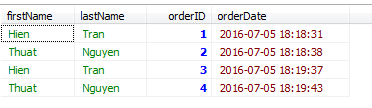 firstName lastName orderID orderDate
Hien Tran 1 2016-07-05 18:18:31
Thuat Nguyen 2 2016-07-05 18:18:38
Hien Tran 3 2016-07-05 18:19:37
Thuat Nguyen 4 2016-07-05 18:19:43